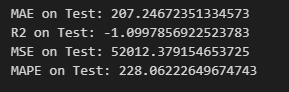 MAE on Test: 207.24672351334573
R2 on Test: -1.0997856922523783
MSE on Test: 52012.379154653725
MAPE on Test: 228.06226649674743